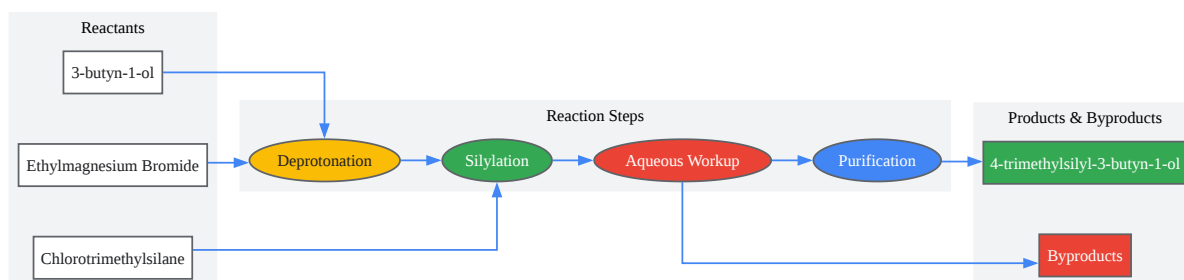 Reactants
3-butyn-1-ol
Ethylmagnesium Bromide
Chlorotrimethylsilane
Reaction Steps
Deprotonation
Silylation
Aqueous Workup
Purification
Products & Byproducts
4-trimethylsilyl-3-butyn-1-ol
Byproducts